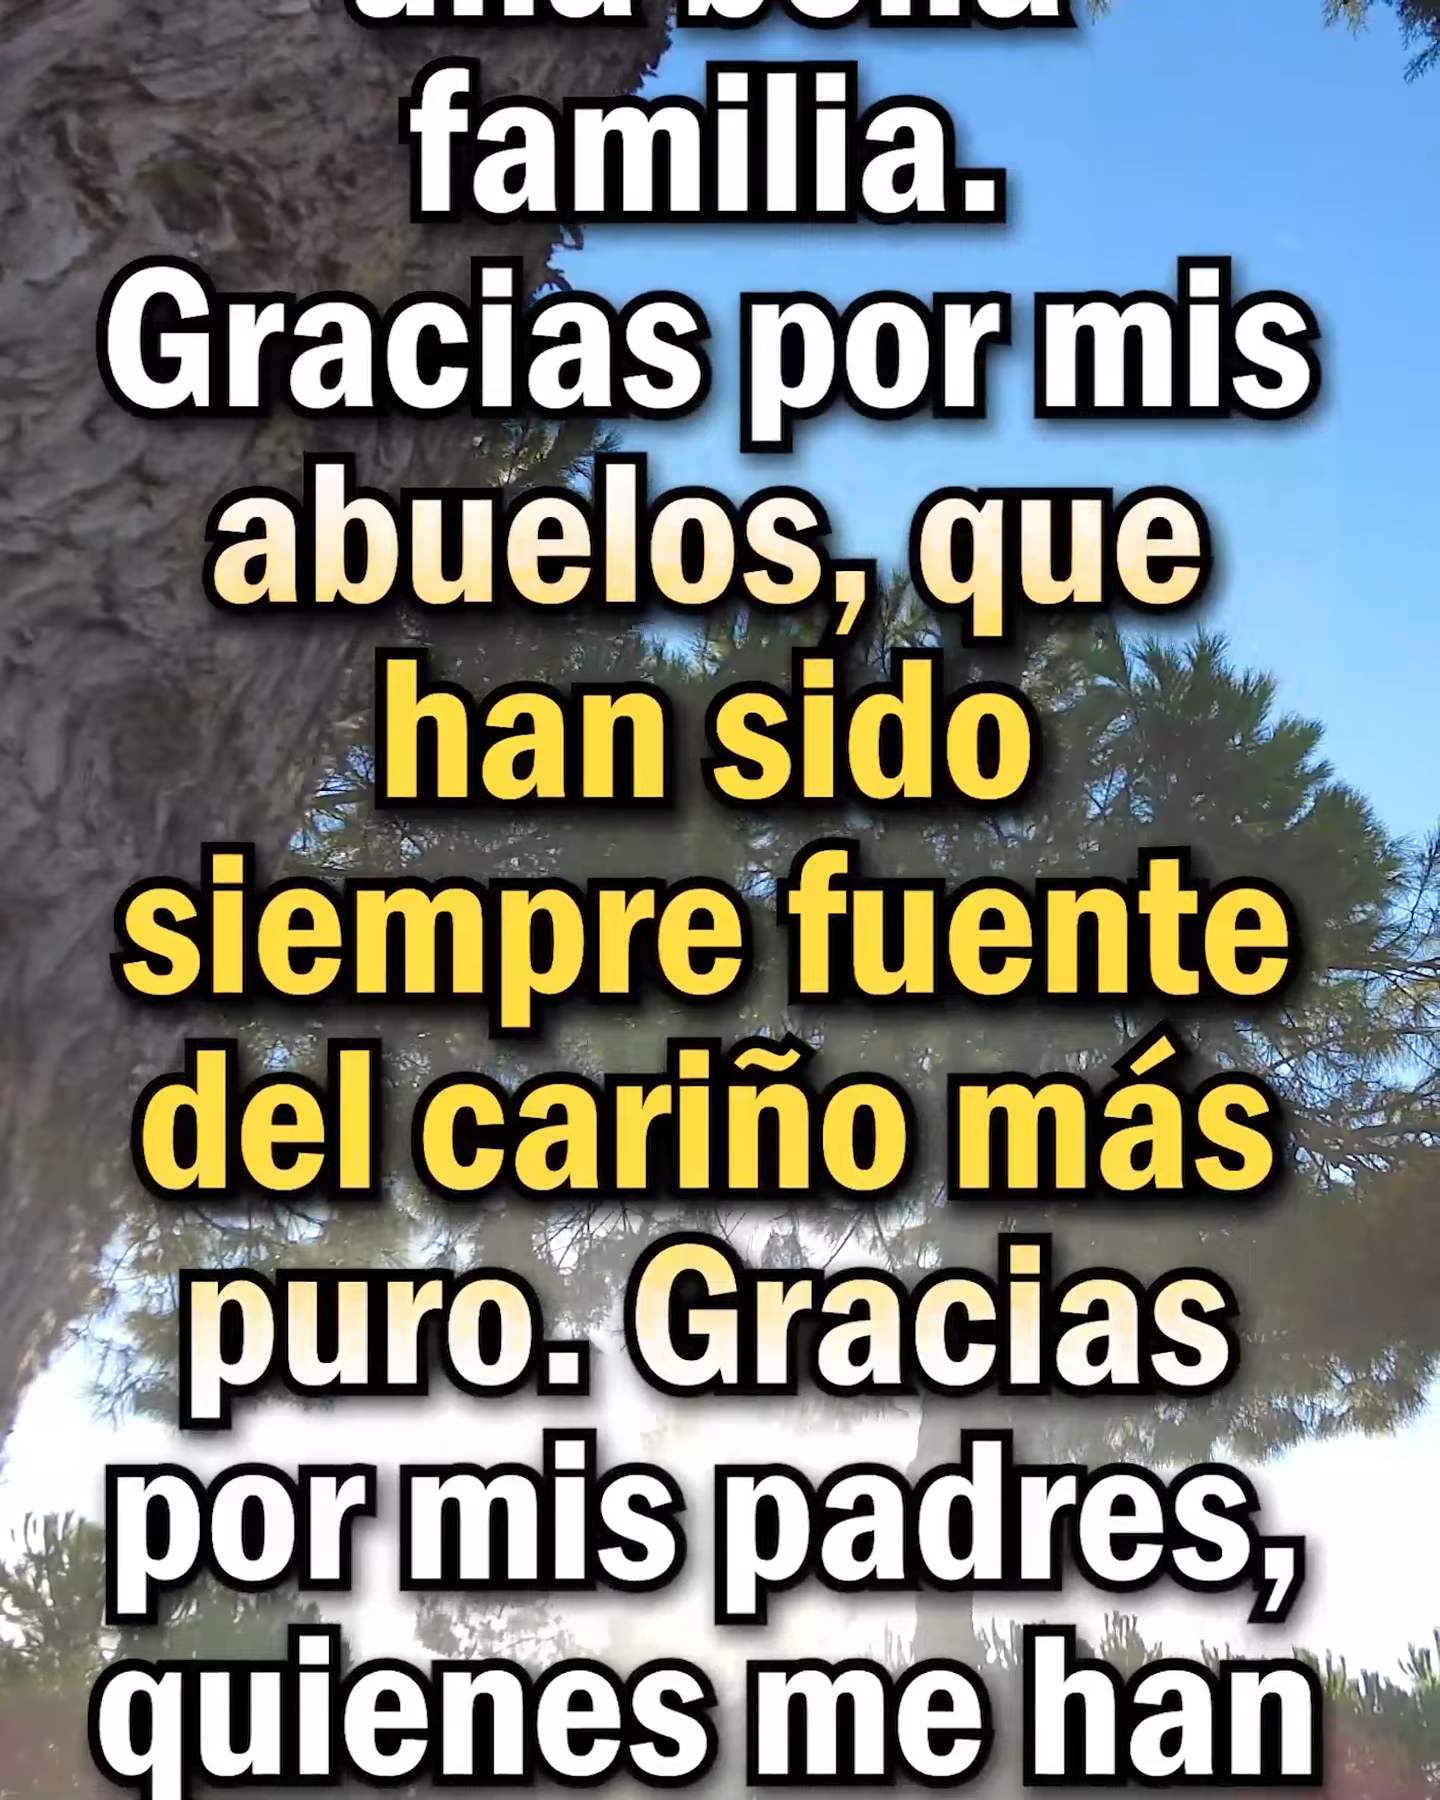 familia.
Gracias por mis
abuelos, que
han sido
siempre fuente
del cariño más
puro. Gracias
por mis padres,
quienes me han